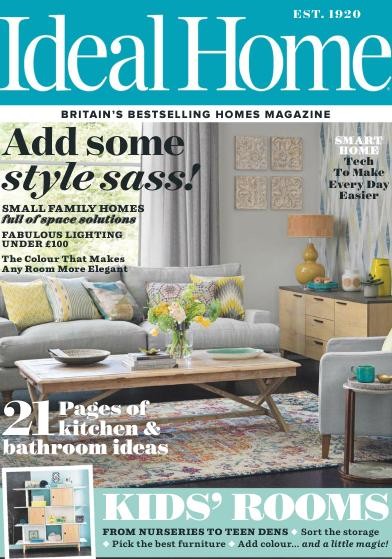 EST. 1920
Ideal Home
BRITAIN'S BESTSELLING HOMES MAGAZINE
Add some
style sass!
SMALL FAMILY HOMES
full of space solutions
FABULOUS LIGHTING
UNDER £100
The Colour That Makes
Any Room More Elegant
SMART
HOME
Tech
To Make
Every Day
Easier
21 Pages of
kitchen &
bathroom ideas
KIDS' ROOMS
FROM NURSERIES TO TEEN DENS ◆ Sort the storage
◆ Pick the best furniture ◆ Add colour... and a little magic!